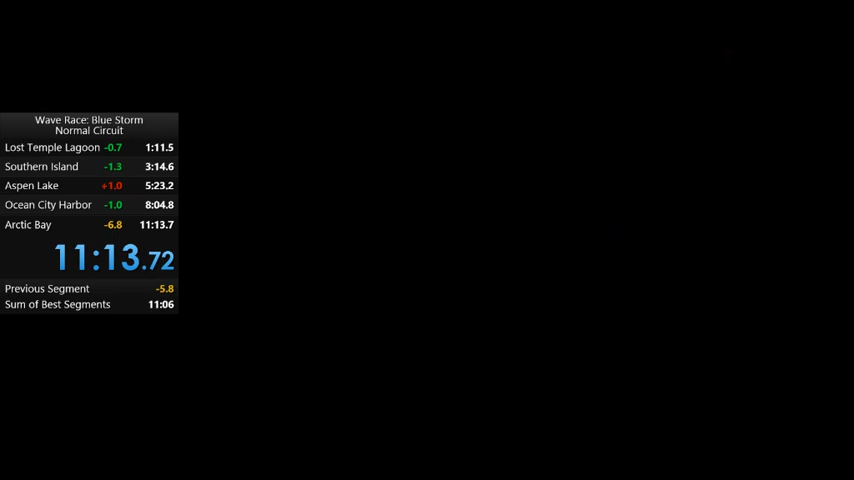 Wave Race: Blue Storm
Normal Circuit
Lost Temple Lagoon -0.7 1:11.5
Southern Island -1.3 3:14.6
Aspen Lake +1.0 5:23.2
Ocean City Harbor -1.0 8:04.8
Arctic Bay -6.8 11:13.7
11:13.72
Previous Segment -5.8
Sum of Best Segments 11:06